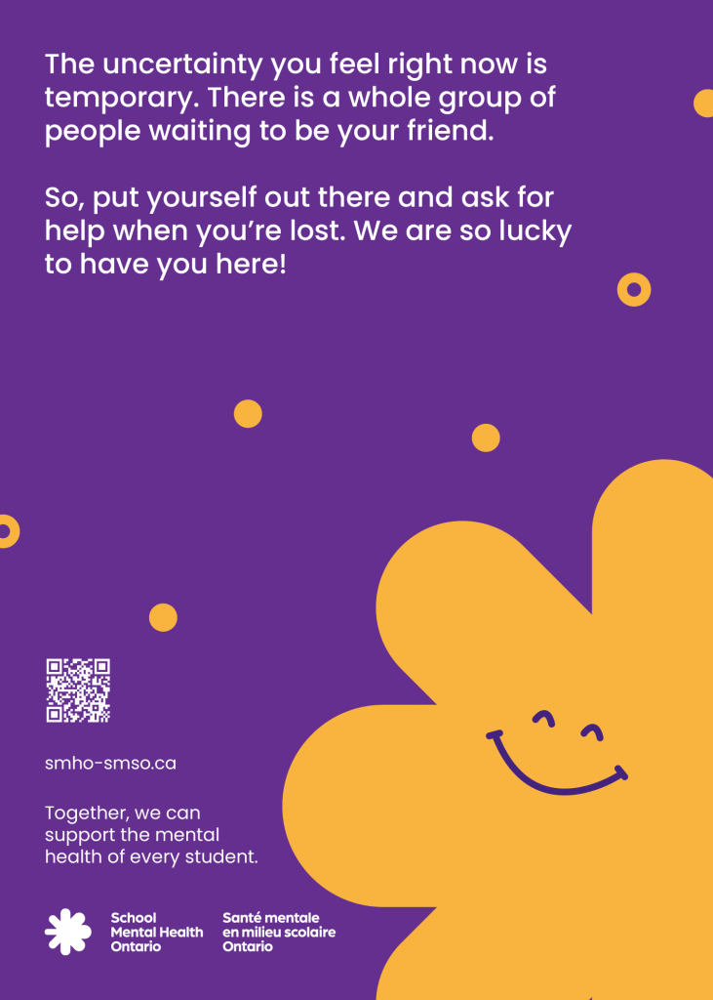 The uncertainty you feel right now is
temporary. There is a whole group of
people waiting to be your friend.
So, put yourself out there and ask for
help when you’re lost. We are so lucky
to have you here!
smho-smso.ca
Together, we can
support the mental
health of every student.
School
Mental Health
Ontario
Santé mentale
en milieu scolaire
Ontario